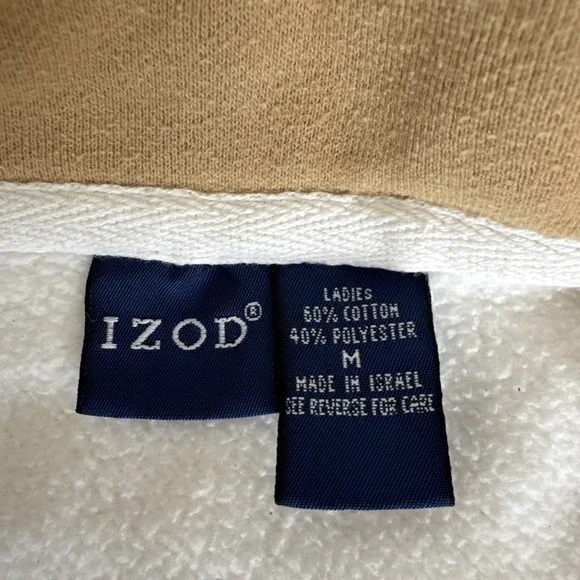 IZOD®
LADIES
60% COTTON
40% POLYESTER
M
MADE IN ISRAEL
SEE REVERSE FOR CARE